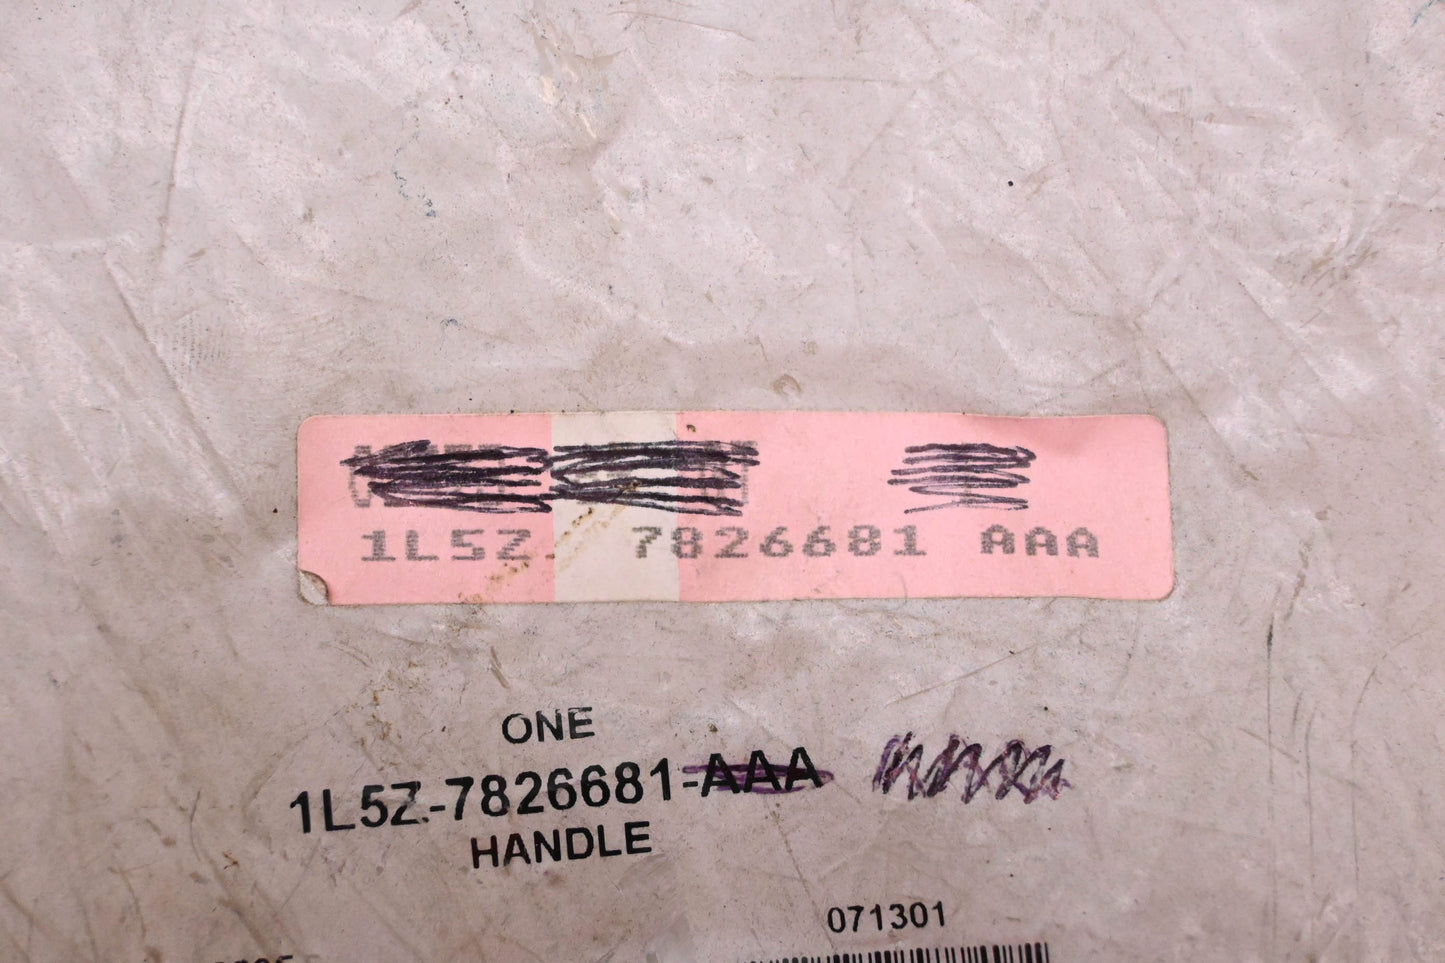 1L5Z 7826681 AAA
ONE
1L5Z-7826681-AAA
HANDLE
071301